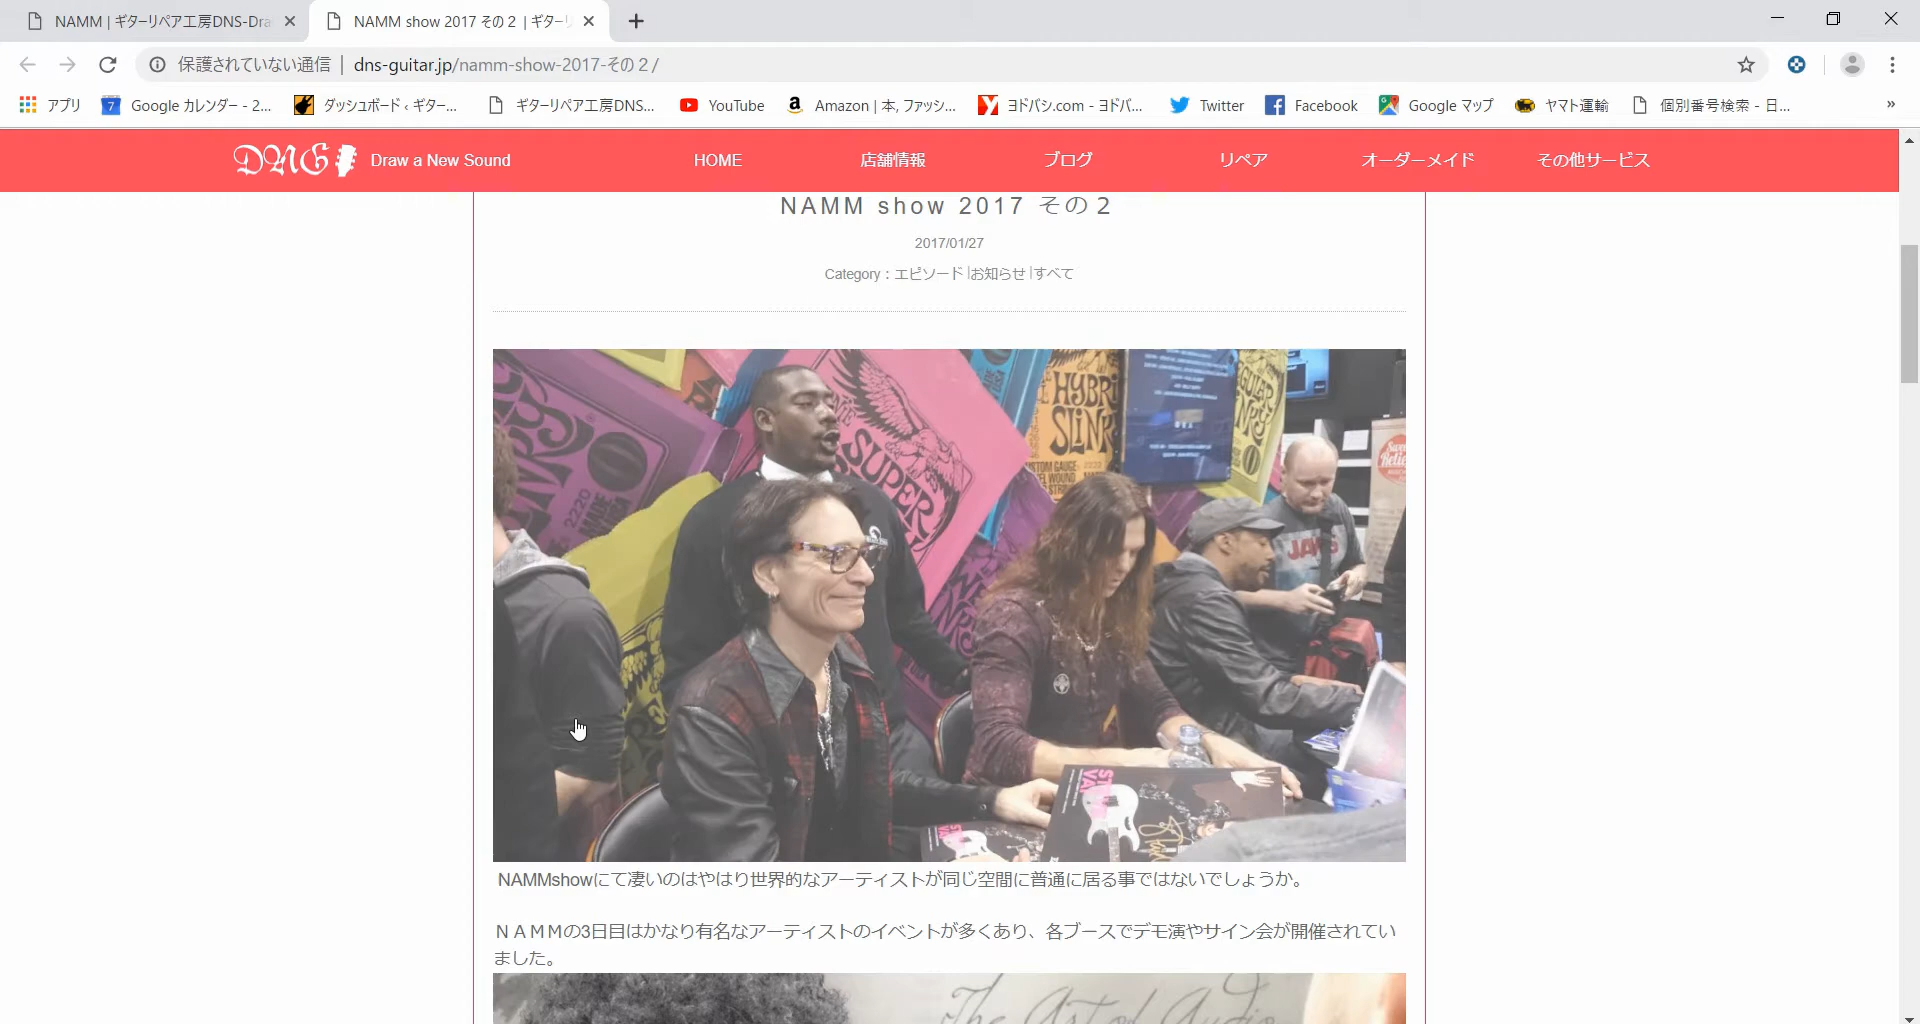 NAMM | ギターリペア工房DNS-Dra
NAMM show 2017 その２ | ギター
保護されていない通信 | dns-guitar.jp/namm-show-2017-その２/
アプリ Google カレンダー - 2... ダッシュボード ‹ ギター... ギターリペア工房DNS... YouTube Amazon | 本, ファッシ... ヨドバシ.com - ヨドバ... Twitter Facebook Google マップ ヤマト運輸 個別番号検索 - 日... »
DNG Draw a New Sound HOME 店舗情報 ブログ リペア オーダーメイド その他サービス
NAMM show 2017 その２
2017/01/27
Category : エピソード |お知らせ |すべて
HYBRI
SLINK
SUPER
2220
JAWS
NAMMshowにて凄いのはやはり世界的なアーティストが同じ空間に普通に居る事ではないでしょうか。
ＮＡＭＭの3日目はかなり有名なアーティストのイベントが多くあり、各ブースでデモ演やサイン会が開催されてい
ました。
The Art of Audio